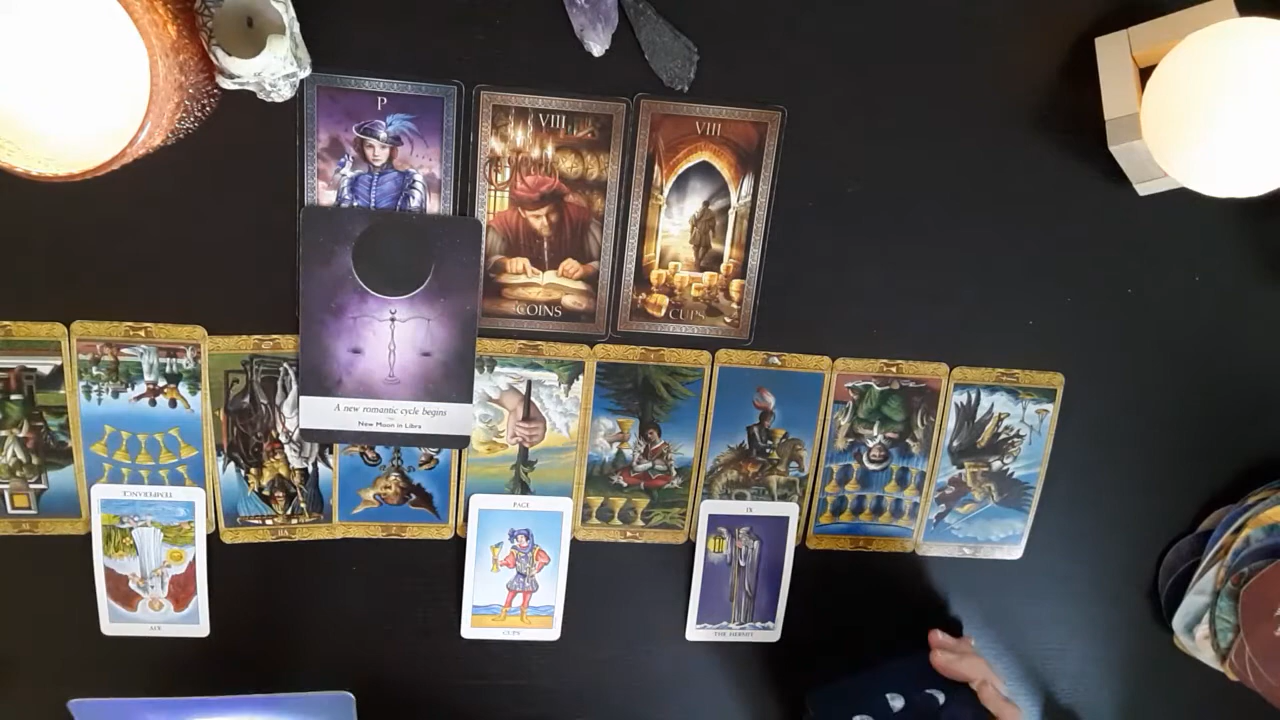 P
VIII
COINS
VIII
CUPS
A new romantic cycle begins
New Moon in Libra
TEMPERANCE
XIV
PAGE
CUPS
IX
THE HERMIT
VII